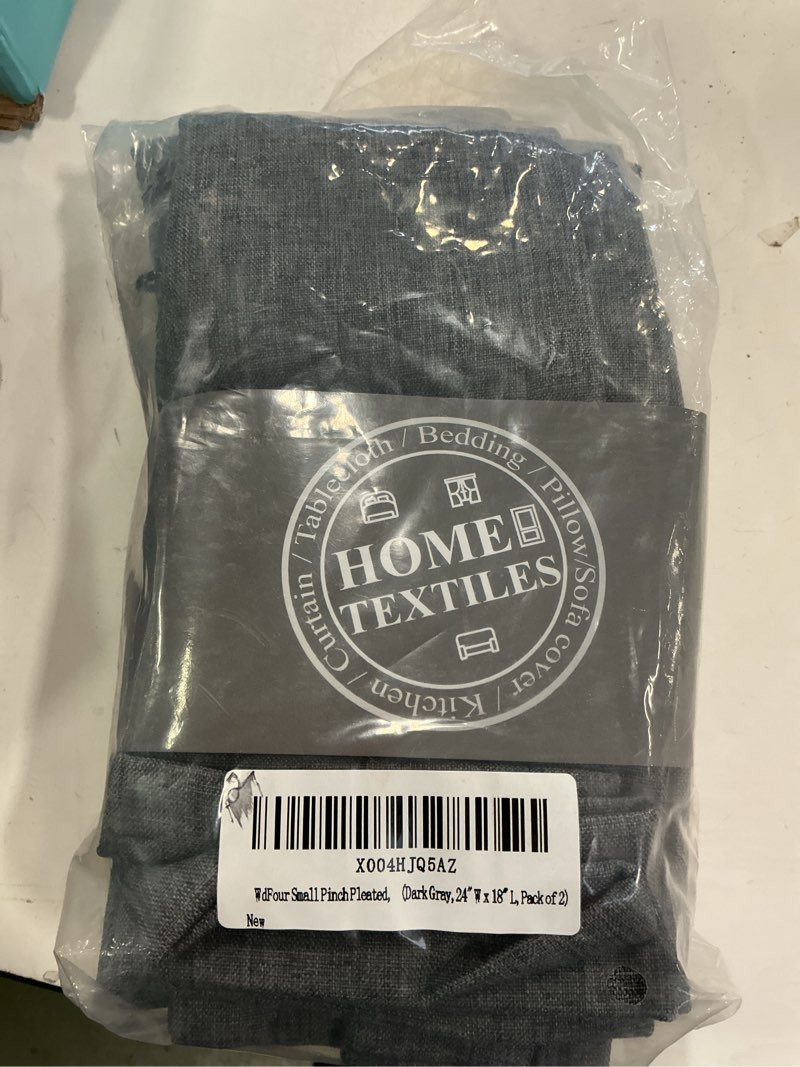 Curtain / Tablecloth / Bedding / Pillow/Sofa cover / Kitchen /
HOME
TEXTILES
X004HJQ5AZ
WdFour Small Pinch Pleated, (Dark Gray, 24″ W x 18″ L, Pack of 2)
New